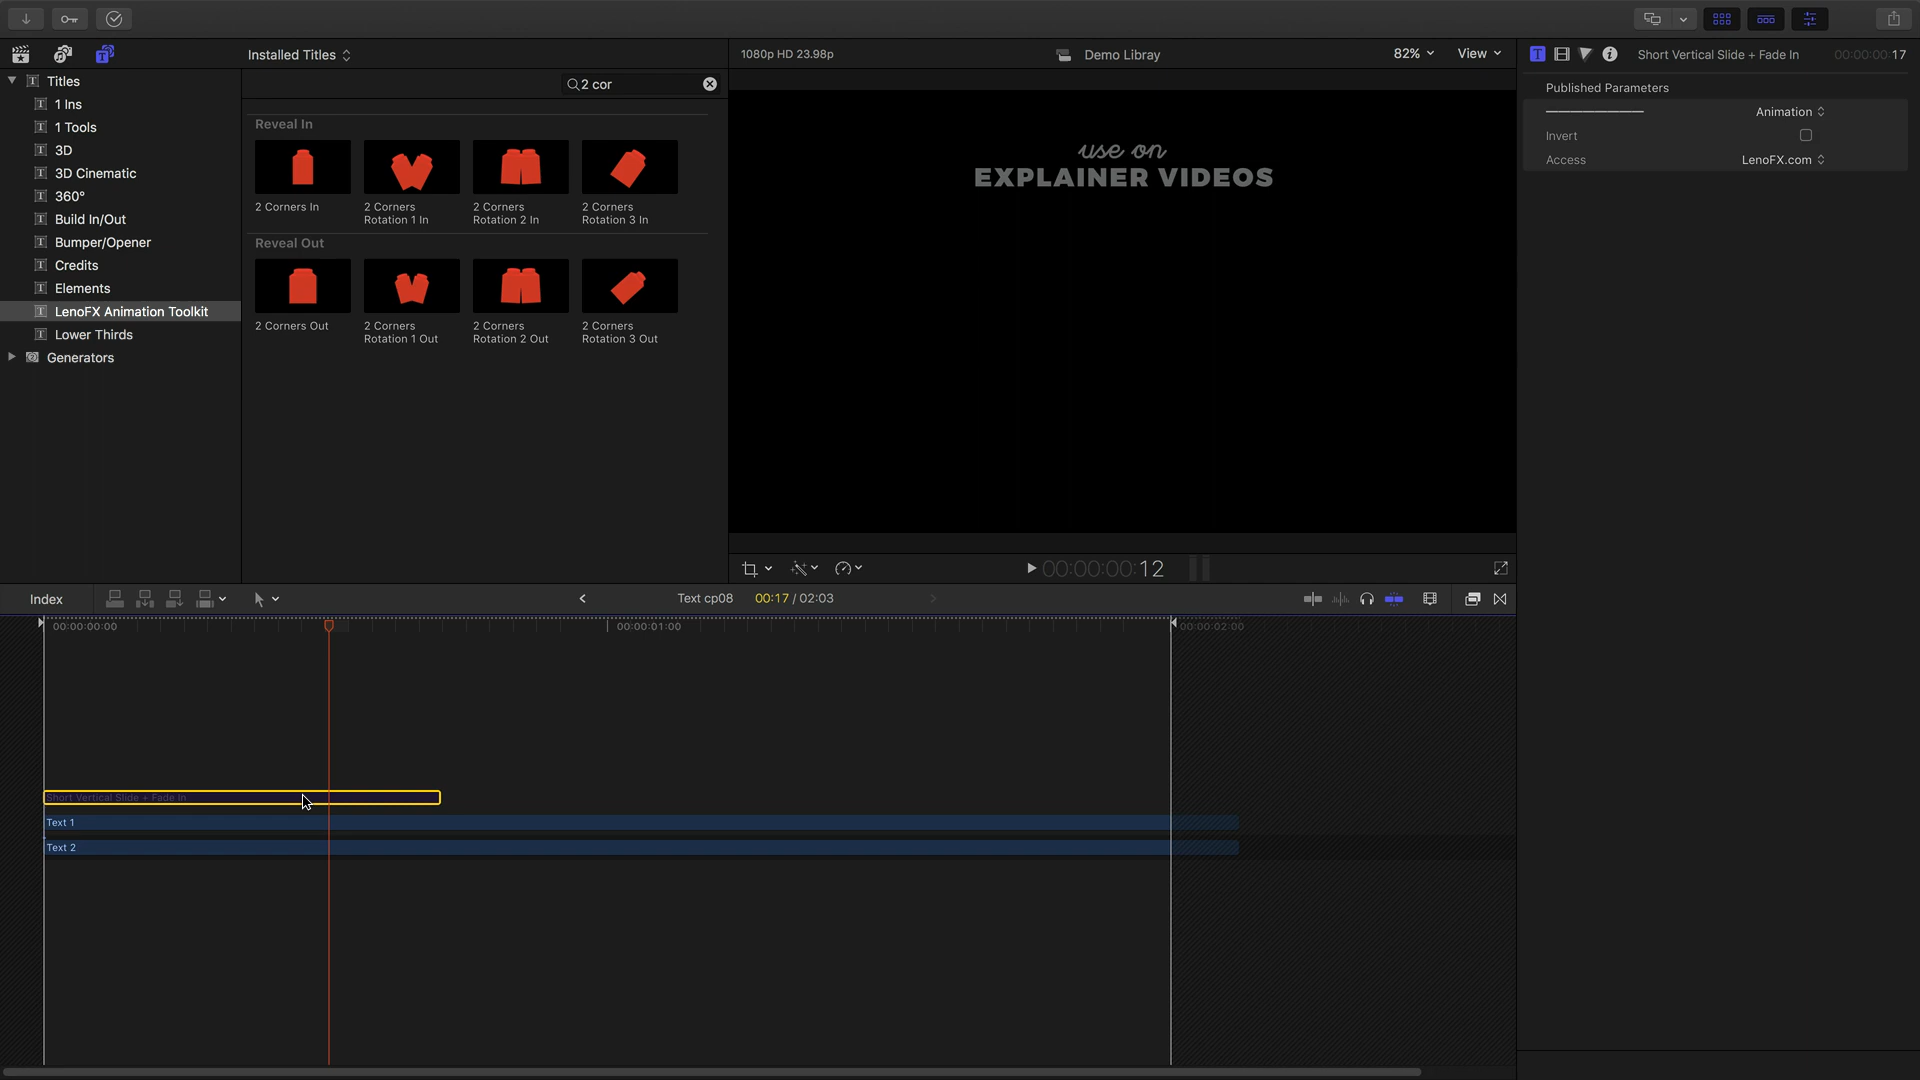 Installed Titles
1080p HD 23.98p
Demo Libray
82%
View
Short Vertical Slide + Fade In
00:00:00:17
Titles
1 Ins
1 Tools
3D
3D Cinematic
360°
Build In/Out
Bumper/Opener
Credits
Elements
LenoFX Animation Toolkit
Lower Thirds
Generators
2 cor
Reveal In
2 Corners In
2 Corners
Rotation 1 In
2 Corners
Rotation 2 In
2 Corners
Rotation 3 In
Reveal Out
2 Corners Out
2 Corners
Rotation 1 Out
2 Corners
Rotation 2 Out
2 Corners
Rotation 3 Out
use on
EXPLAINER VIDEOS
Published Parameters
Animation
Invert
Access
LenoFX.com
00:00:00:12
Index
Text cp08
00:17 / 02:03
00:00:00:00
00:00:01:00
00:00:02:00
Short Vertical Slide + Fade In
Text 1
Text 2